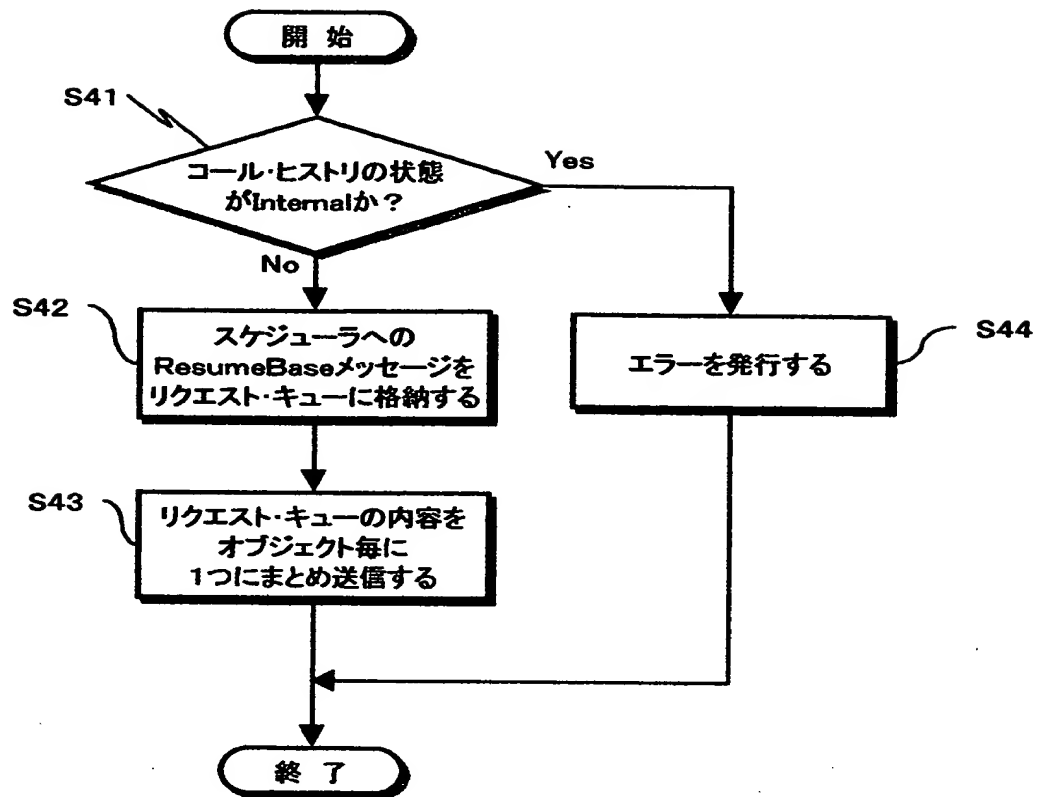 開 始
S41
コール・ヒストリの状態
がInternalか？
Yes
No
S42
スケジューラへの
ResumeBaseメッセージを
リクエスト・キューに格納する
S44
エラーを発行する
S43
リクエスト・キューの内容を
オブジェクト毎に
1つにまとめ送信する
終 了